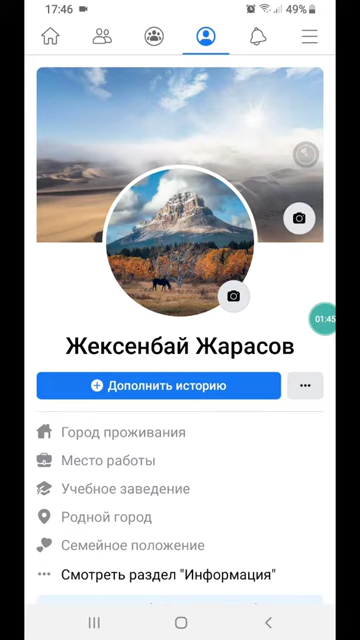 17:46 49%
01:45
Жексенбай Жарасов
Дополнить историю
Город проживания
Место работы
Учебное заведение
Родной город
Семейное положение
Смотреть раздел "Информация"